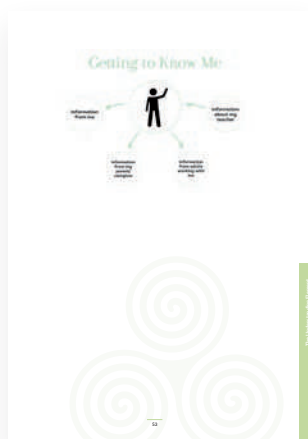 Getting to Know Me
Information
from me
Information
about my
teacher
Information
from my
parent/
caregiver
Information
from adults
working with
me